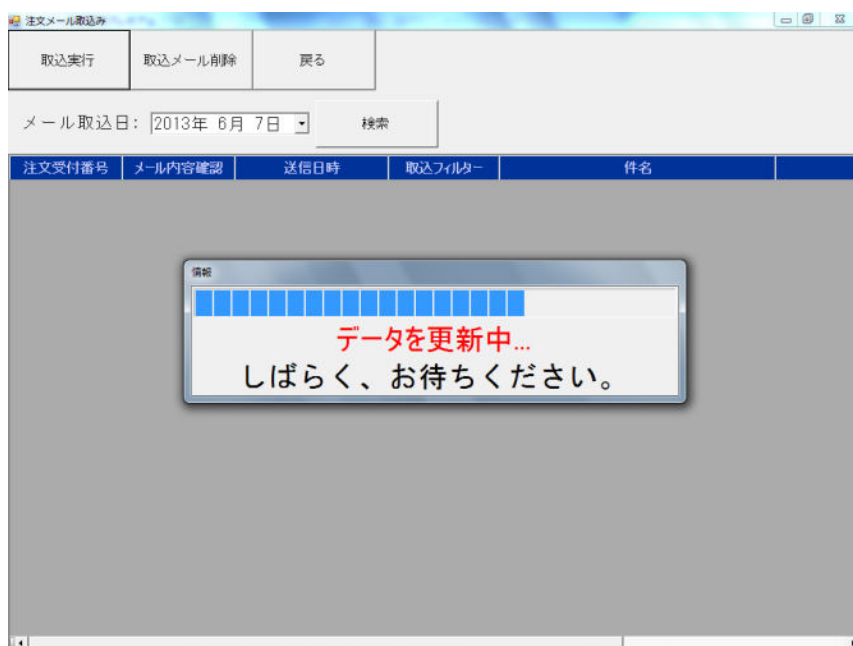 注文メール取込み
取込実行 取込メール削除 戻る
メール取込日: 2013年 6月 7日 検索
注文受付番号 メール内容確認 送信日時 取込フィルター 件名
情報
データを更新中...
しばらく、お待ちください。